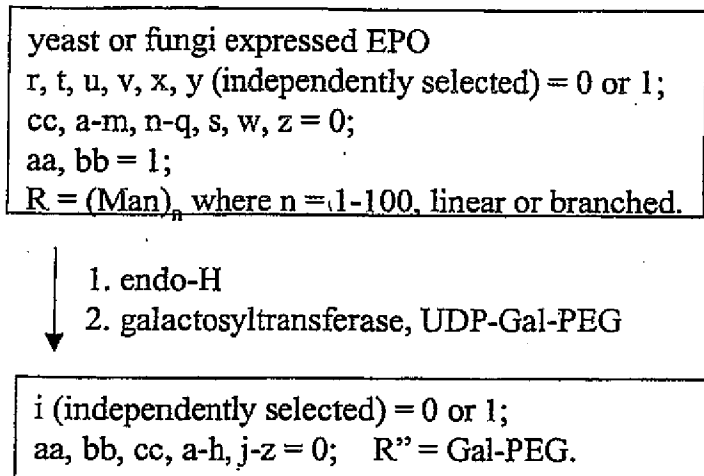 yeast or fungi expressed EPO
r, t, u, v, x, y (independently selected) = 0 or 1;
cc, a-m, n-q, s, w, z = 0;
aa, bb = 1;
R = (Man)n where n = 1-100, linear or branched.
1. endo-H
2. galactosyltransferase, UDP-Gal-PEG
i (independently selected) = 0 or 1;
aa, bb, cc, a-h, j-z = 0; R” = Gal-PEG.